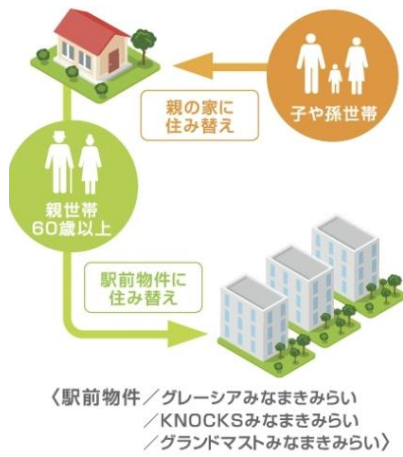 親の家に
住み替え
子や孫世帯
親世帯
60歳以上
駅前物件に
住み替え
〈駅前物件／グレーシアみなまきみらい
／KNOCKSみなまきみらい
／グランドマストみなまきみらい〉